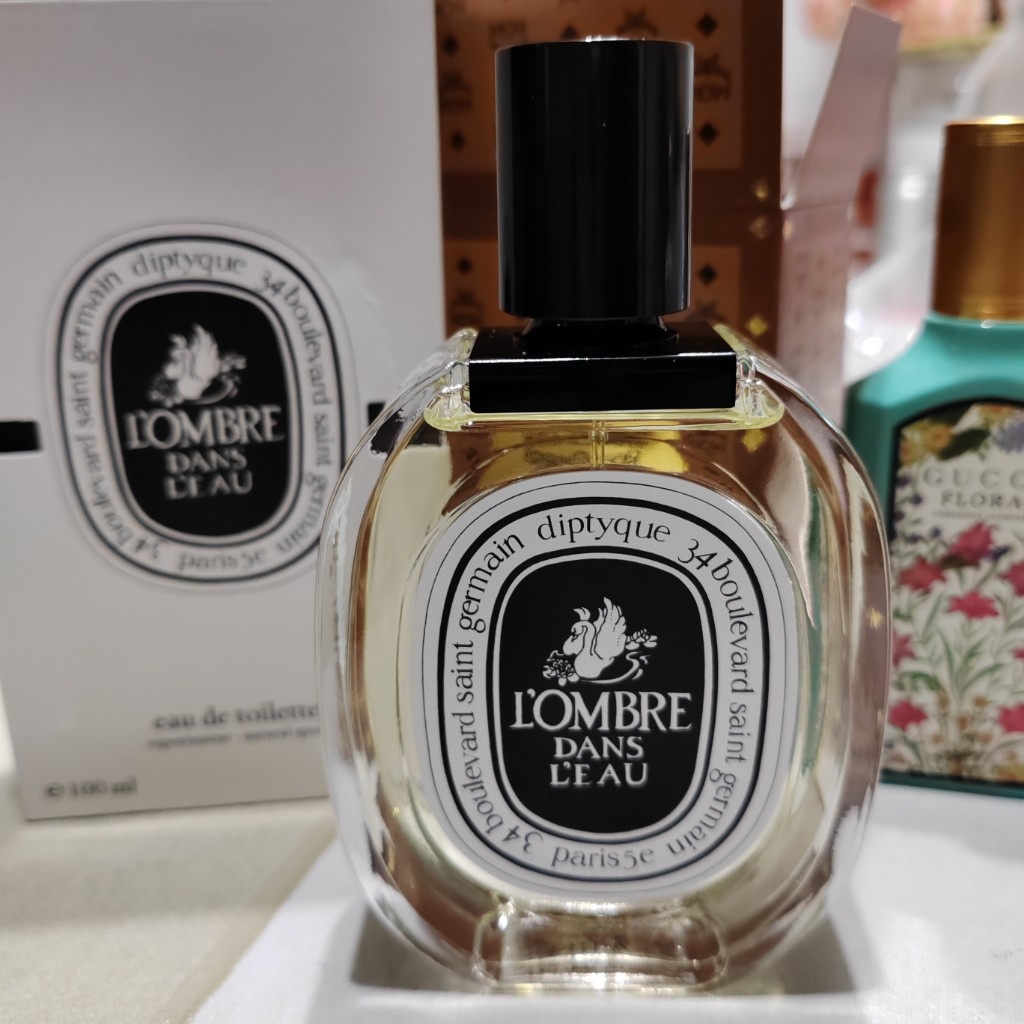 diptyque 34 boulevard saint germain paris 5e 34 boulevard saint germain
L'OMBRE
DANS
L'EAU
eau de toilette
e 100 ml
diptyque 34 boulevard saint germain paris 5e 34 boulevard saint germain
L'OMBRE
DANS
L'EAU
GUCC
FLORA